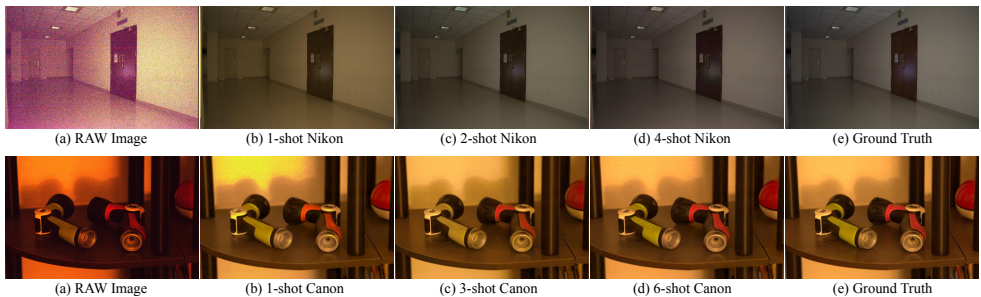 (a) RAW Image (b) 1-shot Nikon (c) 2-shot Nikon (d) 4-shot Nikon (e) Ground Truth
(a) RAW Image (b) 1-shot Canon (c) 3-shot Canon (d) 6-shot Canon (e) Ground Truth